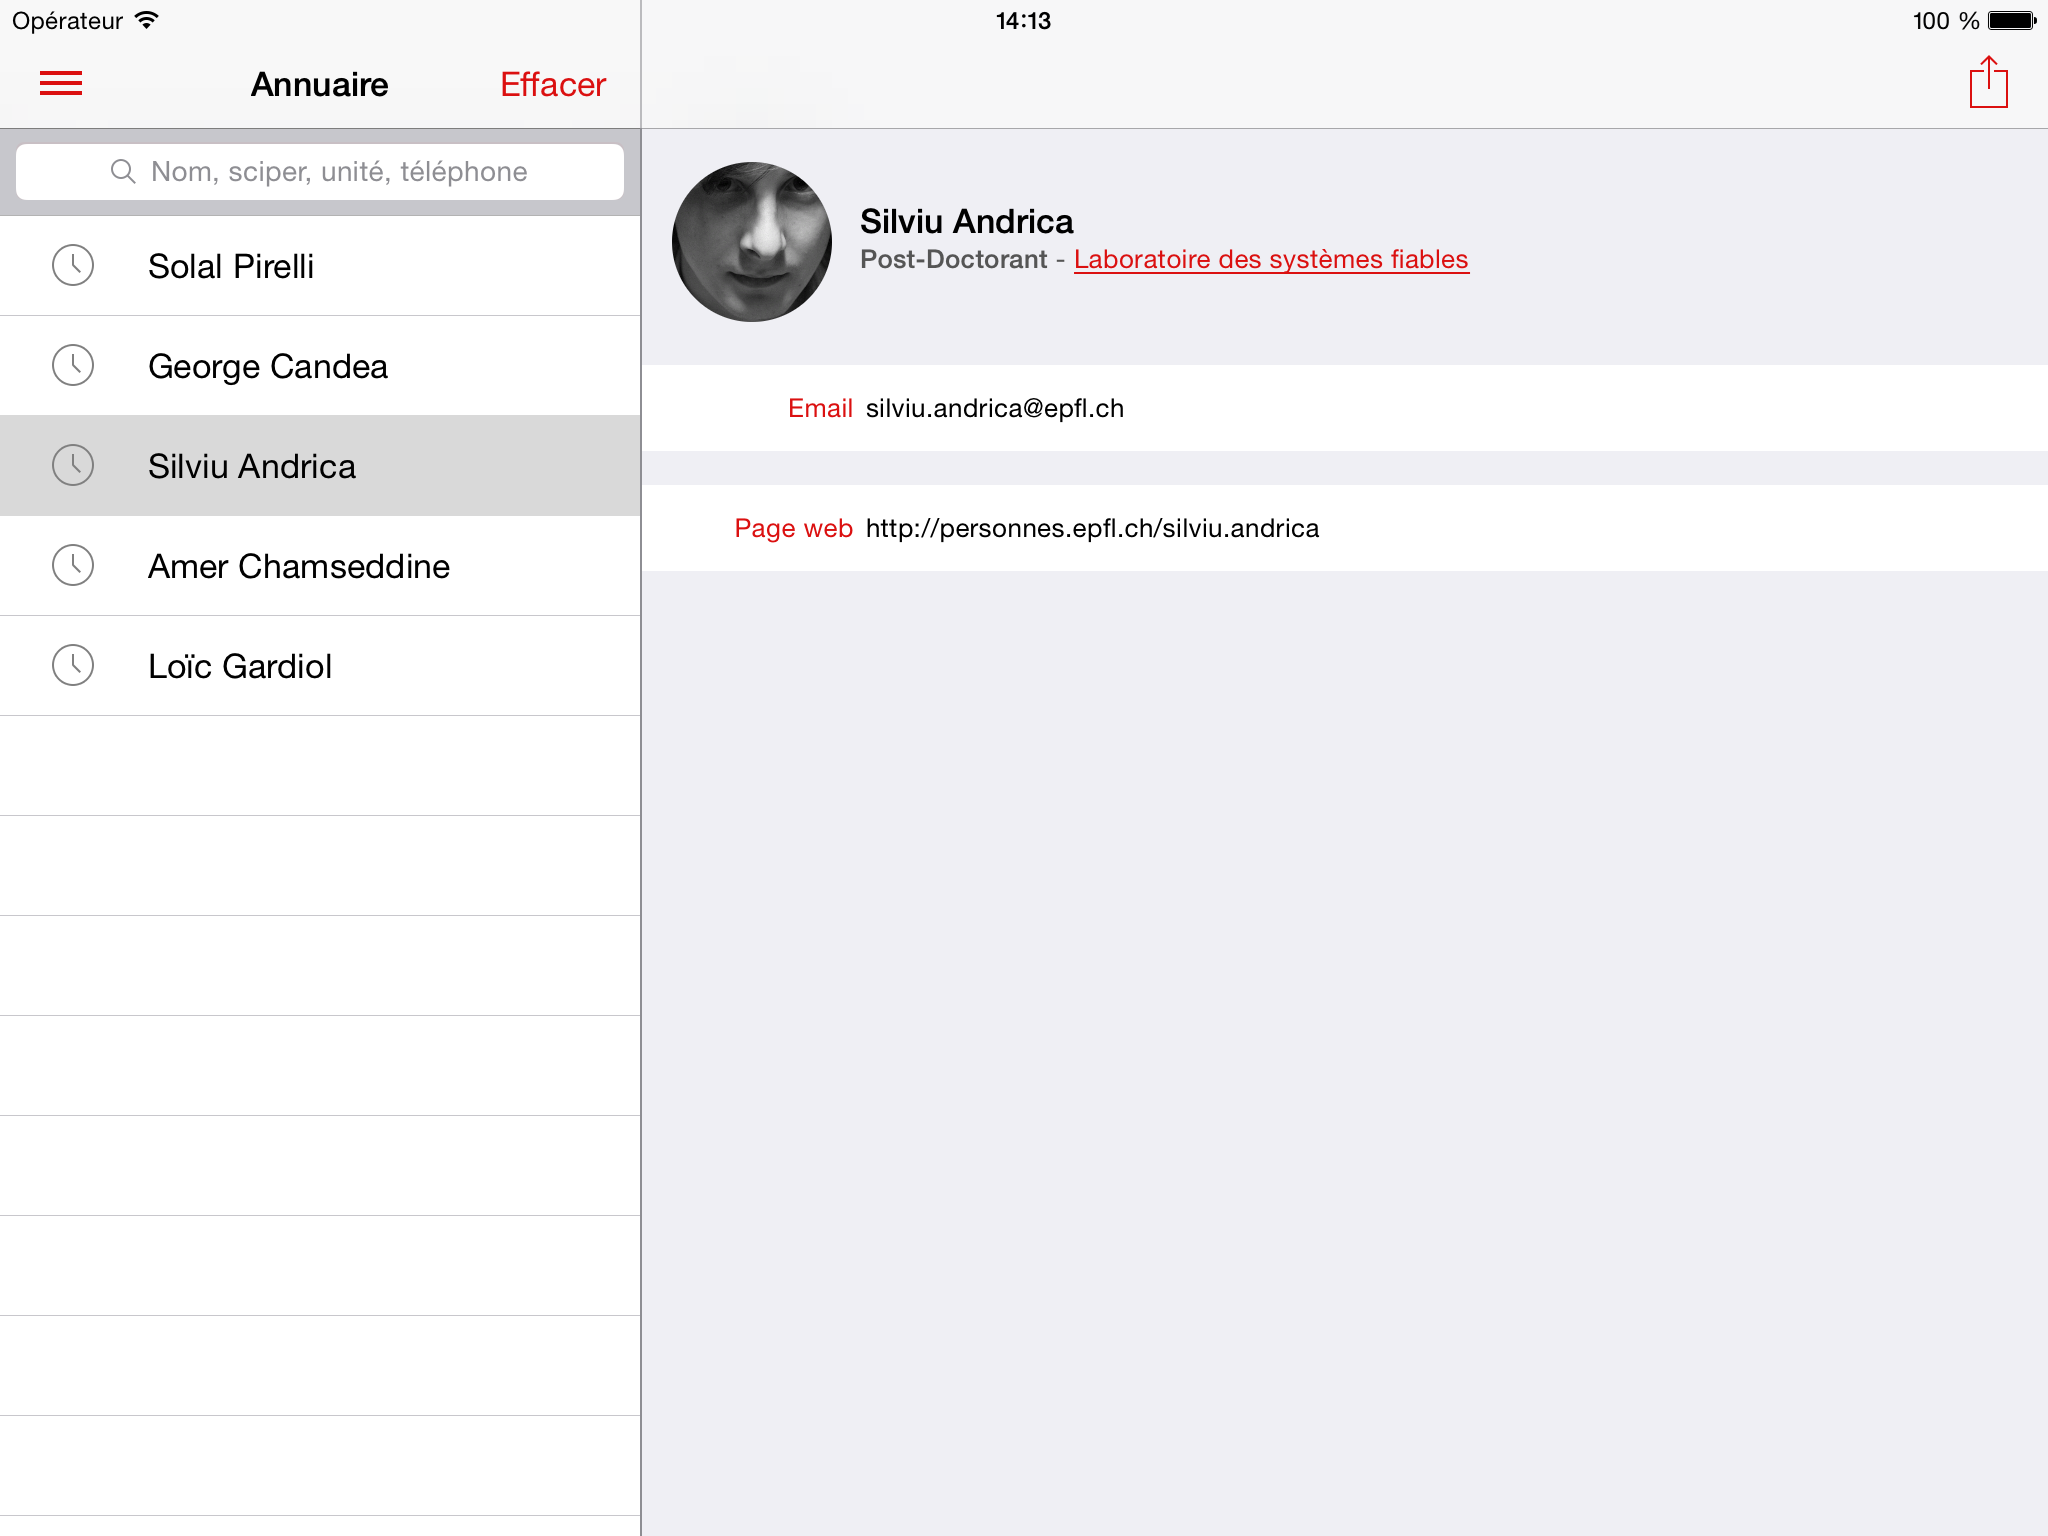 Opérateur
14:13
100 %
Annuaire
Effacer
Nom, sciper, unité, téléphone
Solal Pirelli
George Candea
Silviu Andrica
Amer Chamseddine
Loïc Gardiol
Silviu Andrica
Post-Doctorant - Laboratoire des systèmes fiables
Email silviu.andrica@epfl.ch
Page web http://personnes.epfl.ch/silviu.andrica